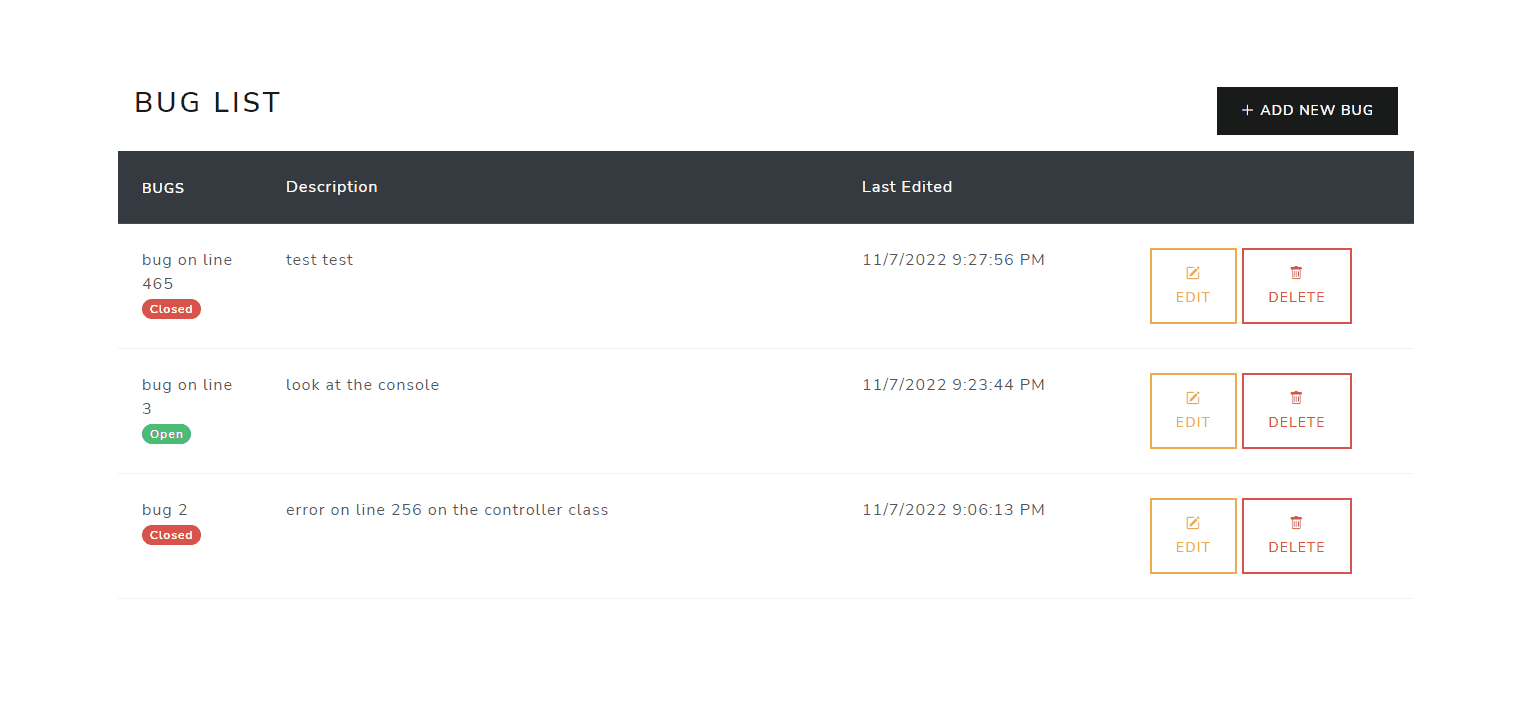 BUG LIST
+ ADD NEW BUG
BUGS Description Last Edited
bug on line test test 11/7/2022 9:27:56 PM
465
Closed
EDIT DELETE
bug on line look at the console 11/7/2022 9:23:44 PM
3
Open
EDIT DELETE
bug 2 error on line 256 on the controller class 11/7/2022 9:06:13 PM
Closed
EDIT DELETE